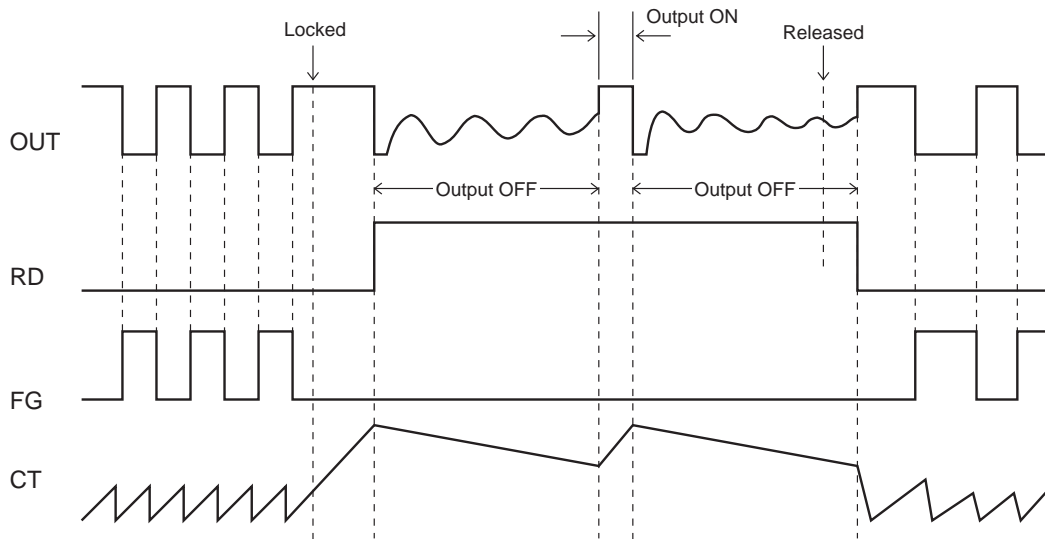 Output ON
Locked
Released
OUT
Output OFF
Output OFF
RD
FG
CT